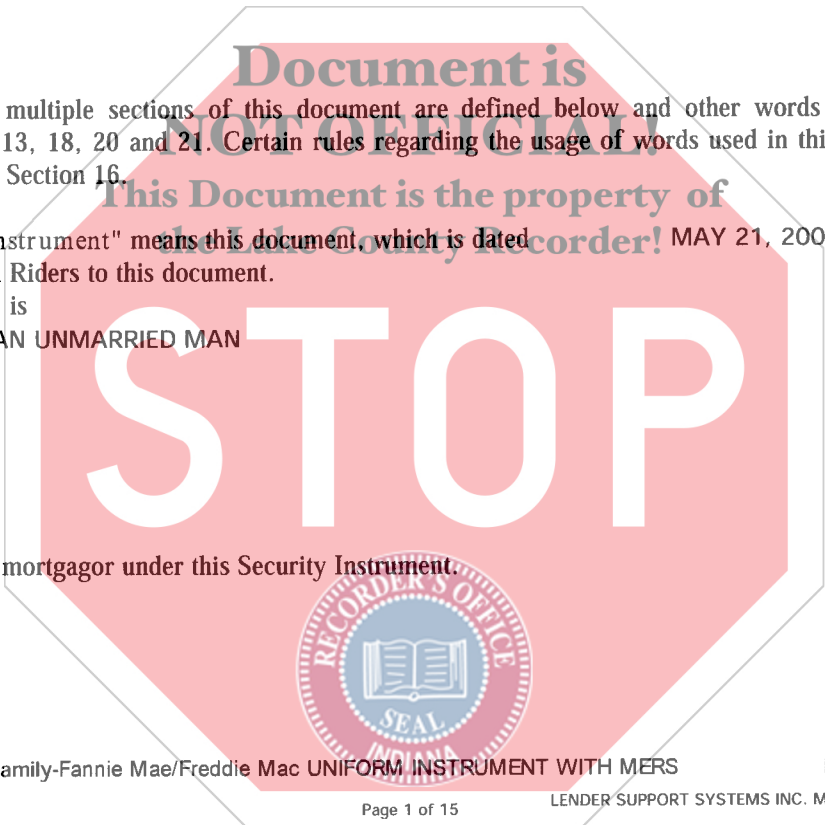 Document is
multiple sections of this document are defined below and other words
NOT OFFICIAL!
13, 18, 20 and 21. Certain rules regarding the usage of words used in thi
Section 16.
This Document is the property of
nstrument" means this document, which is dated MAY 21, 200
the Lake County Recorder!
Riders to this document.
is
AN UNMARRIED MAN
STOP
mortgagor under this Security Instrument.
RECORDER'S OFFICE
SEAL
INDIANA
amily-Fannie Mae/Freddie Mac UNIFORM INSTRUMENT WITH MERS
Page 1 of 15
LENDER SUPPORT SYSTEMS INC. M